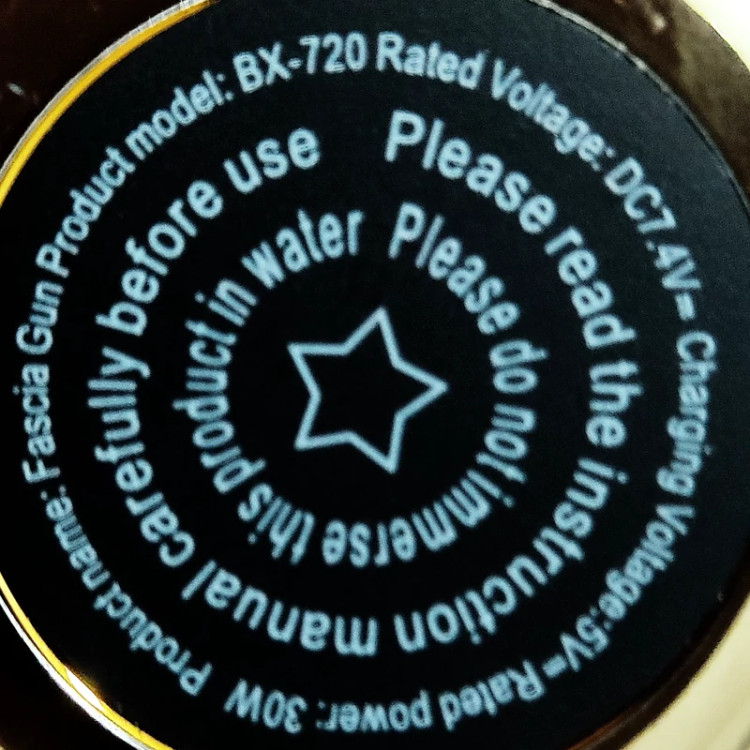 Product name: Fascia Gun Product model: BX-720 Rated Voltage: DC7.4V= Charging Voltage:5V= Rated power: 30W
Please read the instruction manual carefully before use
Please do not immerse this product in water